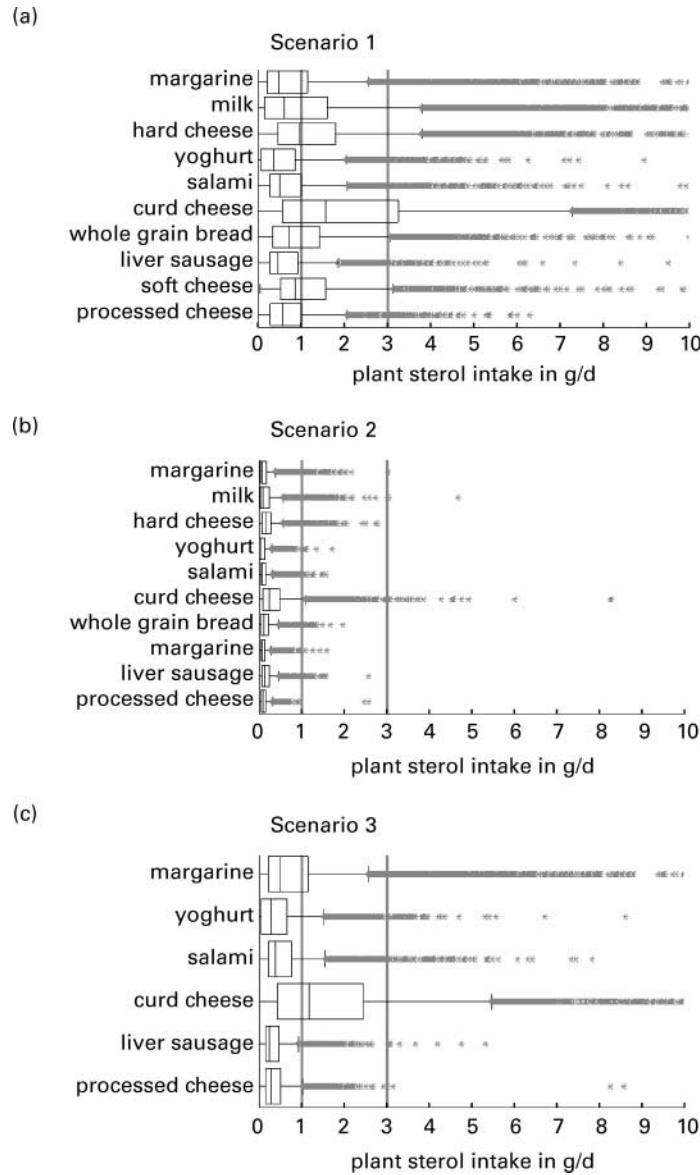 (a)
Scenario 1
margarine
milk
hard cheese
yoghurt
salami
curd cheese
whole grain bread
liver sausage
soft cheese
processed cheese
0 1 2 3 4 5 6 7 8 9 10
plant sterol intake in g/d
(b)
Scenario 2
margarine
milk
hard cheese
yoghurt
salami
curd cheese
whole grain bread
margarine
liver sausage
processed cheese
0 1 2 3 4 5 6 7 8 9 10
plant sterol intake in g/d
(c)
Scenario 3
margarine
yoghurt
salami
curd cheese
liver sausage
processed cheese
0 1 2 3 4 5 6 7 8 9 10
plant sterol intake in g/d